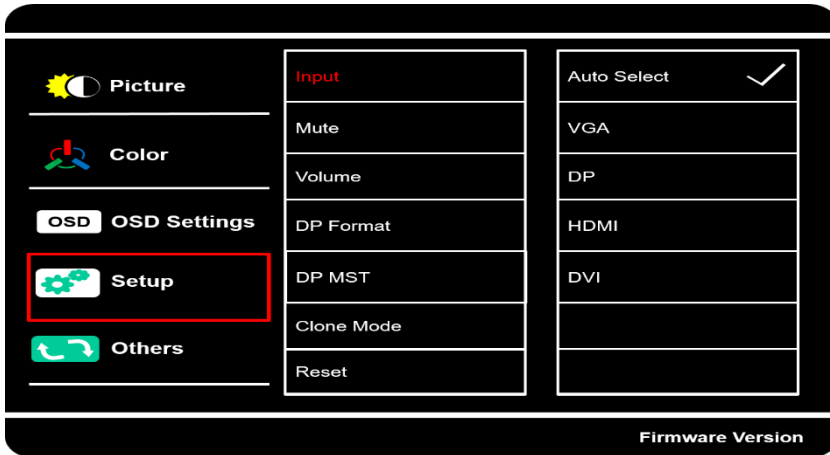 Picture
Color
OSD OSD Settings
Setup
Others
Input
Mute
Volume
DP Format
DP MST
Clone Mode
Reset
Auto Select
VGA
DP
HDMI
DVI
Firmware Version